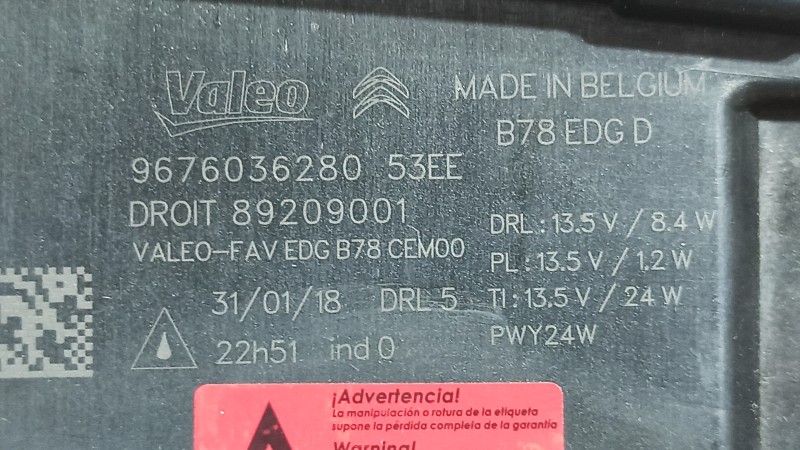 Valeo
MADE IN BELGIUM
B78 EDG D
9676036280 53EE
DROIT 89209001
VALEO-FAV EDG B78 CEM00
DRL : 13.5 V / 8.4 W
PL : 13.5 V / 1.2 W
TI : 13.5 V / 24 W
PWY24W
31/01/18 DRL 5
22h51 ind 0
¡Advertencia!
La manipulación o rotura de la etiqueta
supone la pérdida completa de la garantía
Warning!